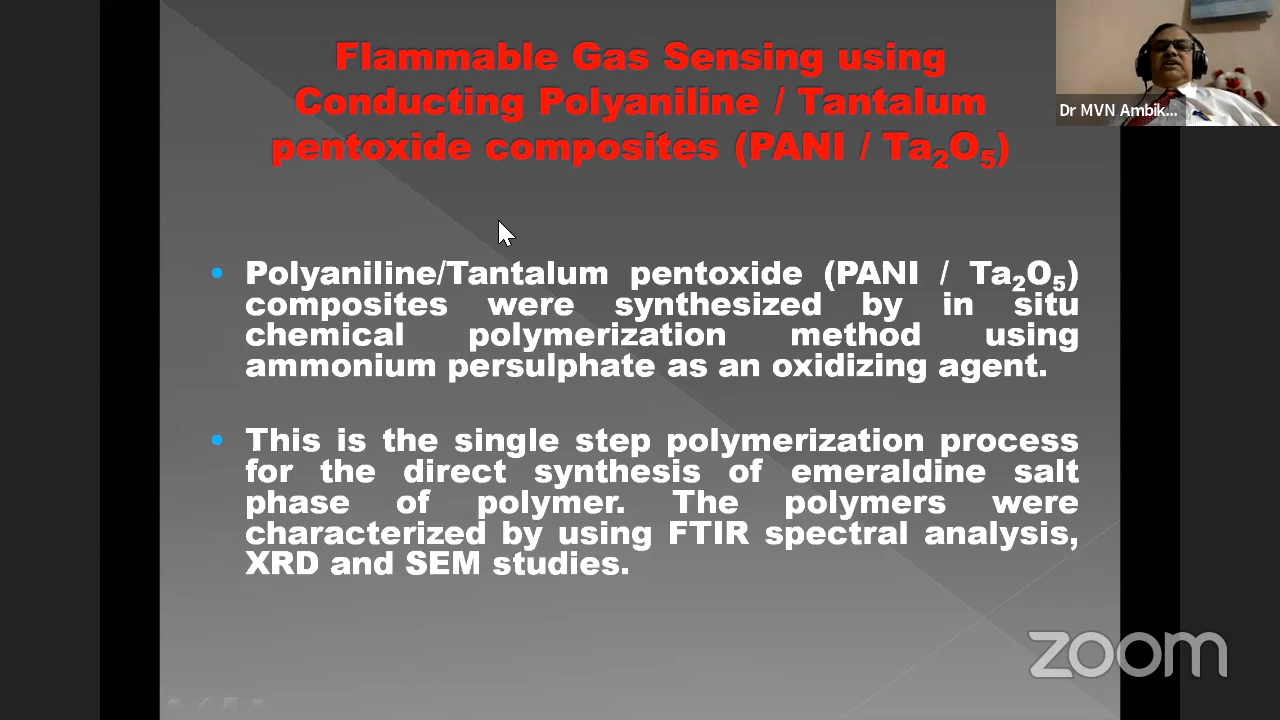 Flammable Gas Sensing using
Conducting Polyaniline / Tantalum
pentoxide composites (PANI / Ta₂O₅)
Dr MVN Ambik...
• Polyaniline/Tantalum pentoxide (PANI / Ta₂O₅)
composites were synthesized by in situ
chemical polymerization method using
ammonium persulphate as an oxidizing agent.
• This is the single step polymerization process
for the direct synthesis of emeraldine salt
phase of polymer. The polymers were
characterized by using FTIR spectral analysis,
XRD and SEM studies.
zoom